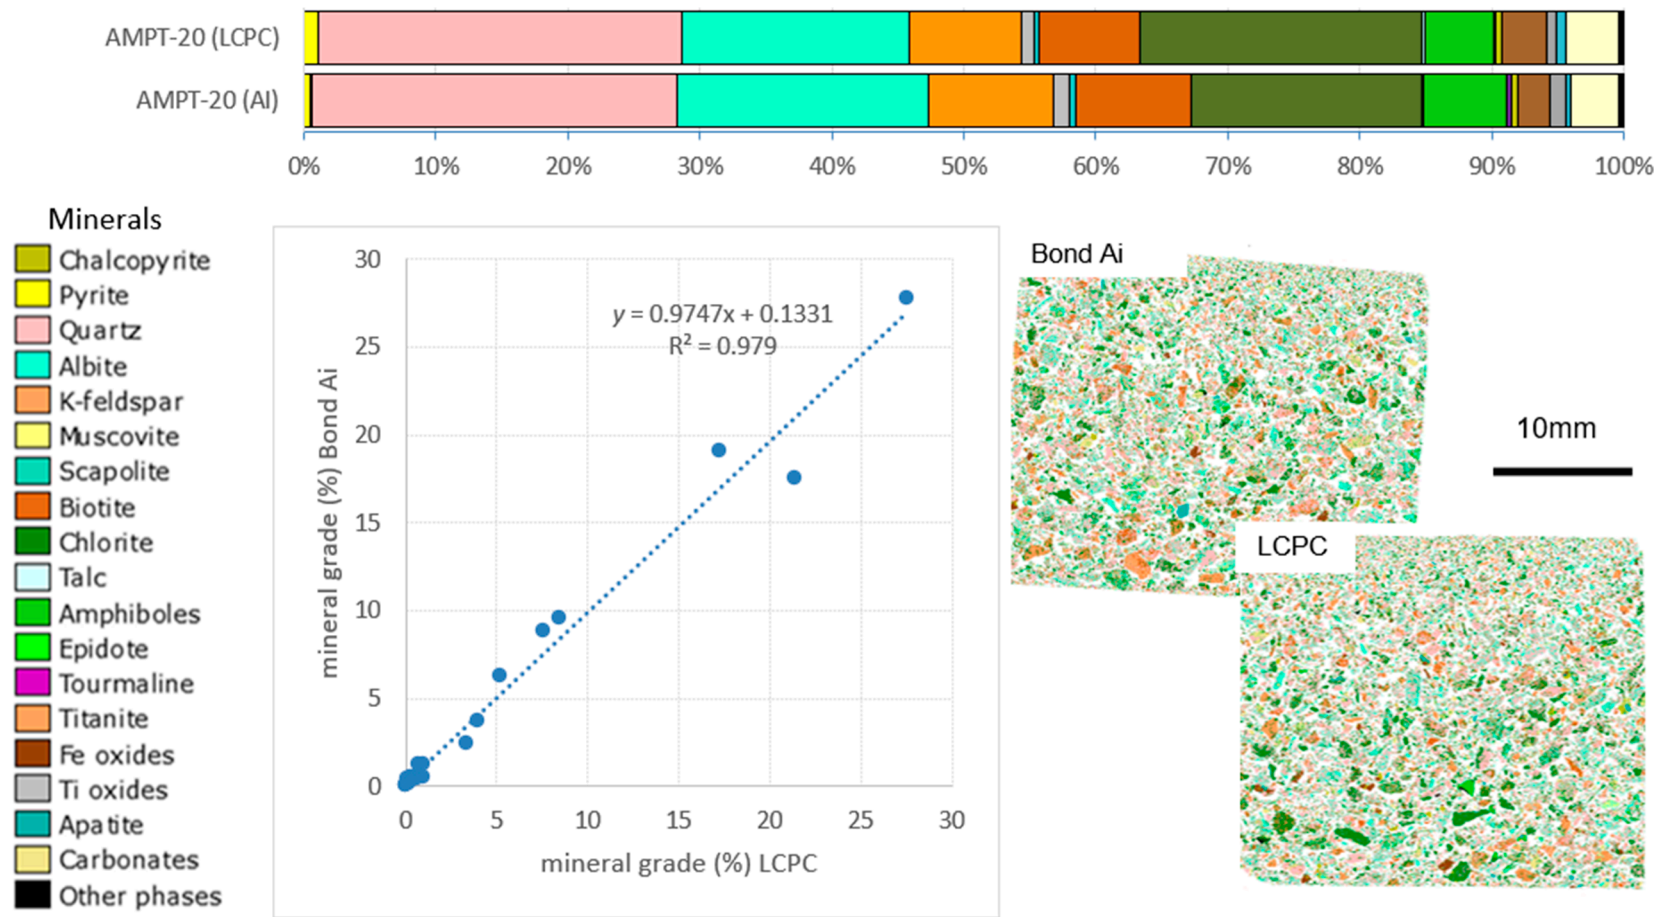 AMPT-20 (LCPC)
AMPT-20 (AI)
0% 10% 20% 30% 40% 50% 60% 70% 80% 90% 100%
Minerals
Chalcopyrite
Pyrite
Quartz
Albite
K-feldspar
Muscovite
Scapolite
Biotite
Chlorite
Talc
Amphiboles
Epidote
Tourmaline
Titanite
Fe oxides
Ti oxides
Apatite
Carbonates
Other phases
mineral grade (%) Bond Ai
30
25
20
15
10
5
0
y = 0.9747x + 0.1331
R² = 0.979
0 5 10 15 20 25 30
mineral grade (%) LCPC
Bond Ai
10mm
LCPC